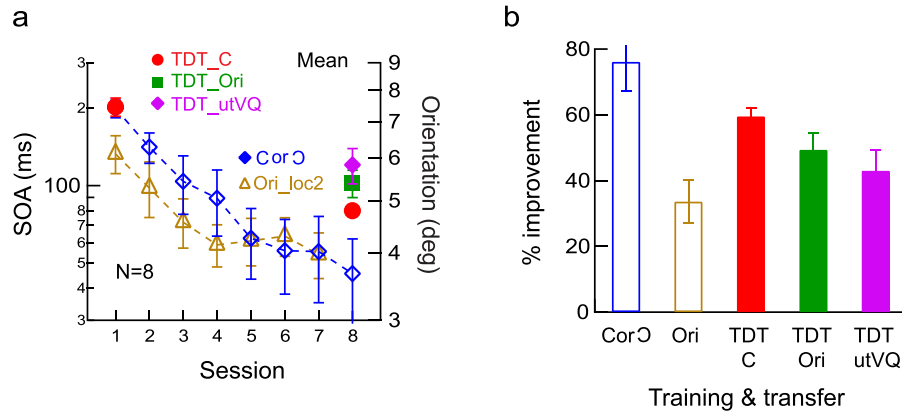 a
b
TDT_C
TDT_Ori
TDT_utVQ
Mean
C or Ɔ
Ori_loc2
N=8
SOA (ms)
3
2
100
8
7
6
5
4
3
Orientation (deg)
9
8
7
6
5
4
3
1 2 3 4 5 6 7 8
Session
% improvement
80
60
40
20
0
CorƆ Ori TDT TDT TDT
C Ori utVQ
Training & transfer